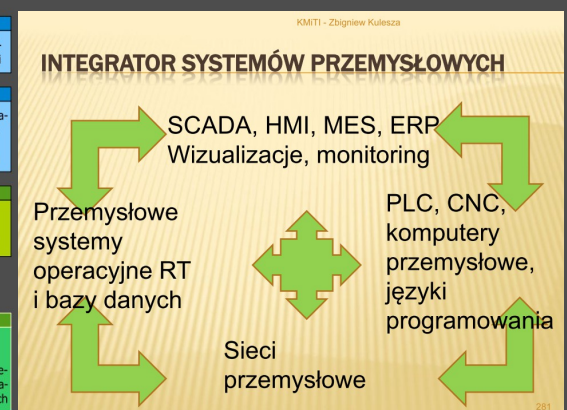 KMiTI - Zbigniew Kulesza
INTEGRATOR SYSTEMÓW PRZEMYSŁOWYCH
SCADA, HMI, MES, ERP
Wizualizacje, monitoring
Przemysłowe
systemy
operacyjne RT
i bazy danych
PLC, CNC,
komputery
przemysłowe,
języki
programowania
Sieci
przemysłowe
281